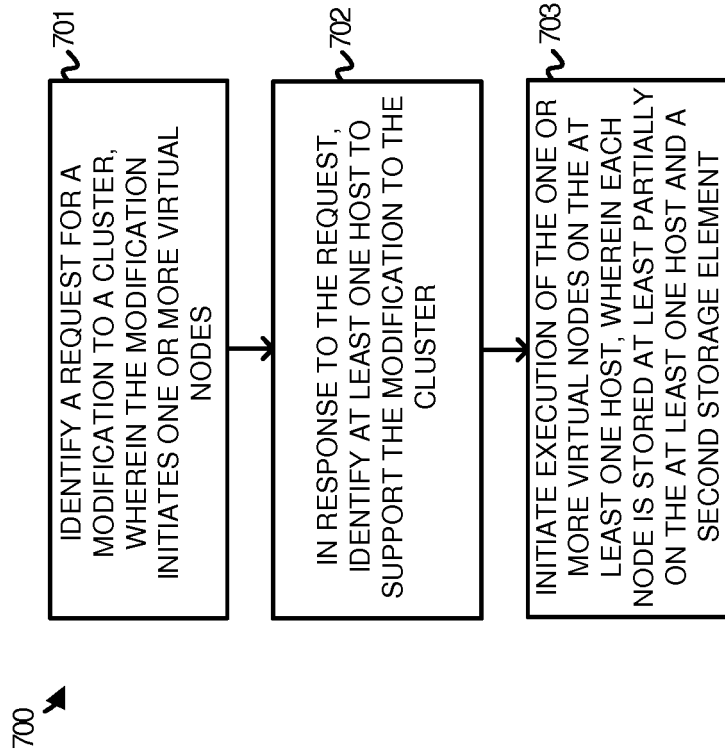 700
701
IDENTIFY A REQUEST FOR A
MODIFICATION TO A CLUSTER,
WHEREIN THE MODIFICATION
INITIATES ONE OR MORE VIRTUAL
NODES
702
IN RESPONSE TO THE REQUEST,
IDENTIFY AT LEAST ONE HOST TO
SUPPORT THE MODIFICATION TO THE
CLUSTER
703
INITIATE EXECUTION OF THE ONE OR
MORE VIRTUAL NODES ON THE AT
LEAST ONE HOST, WHEREIN EACH
NODE IS STORED AT LEAST PARTIALLY
ON THE AT LEAST ONE HOST AND A
SECOND STORAGE ELEMENT